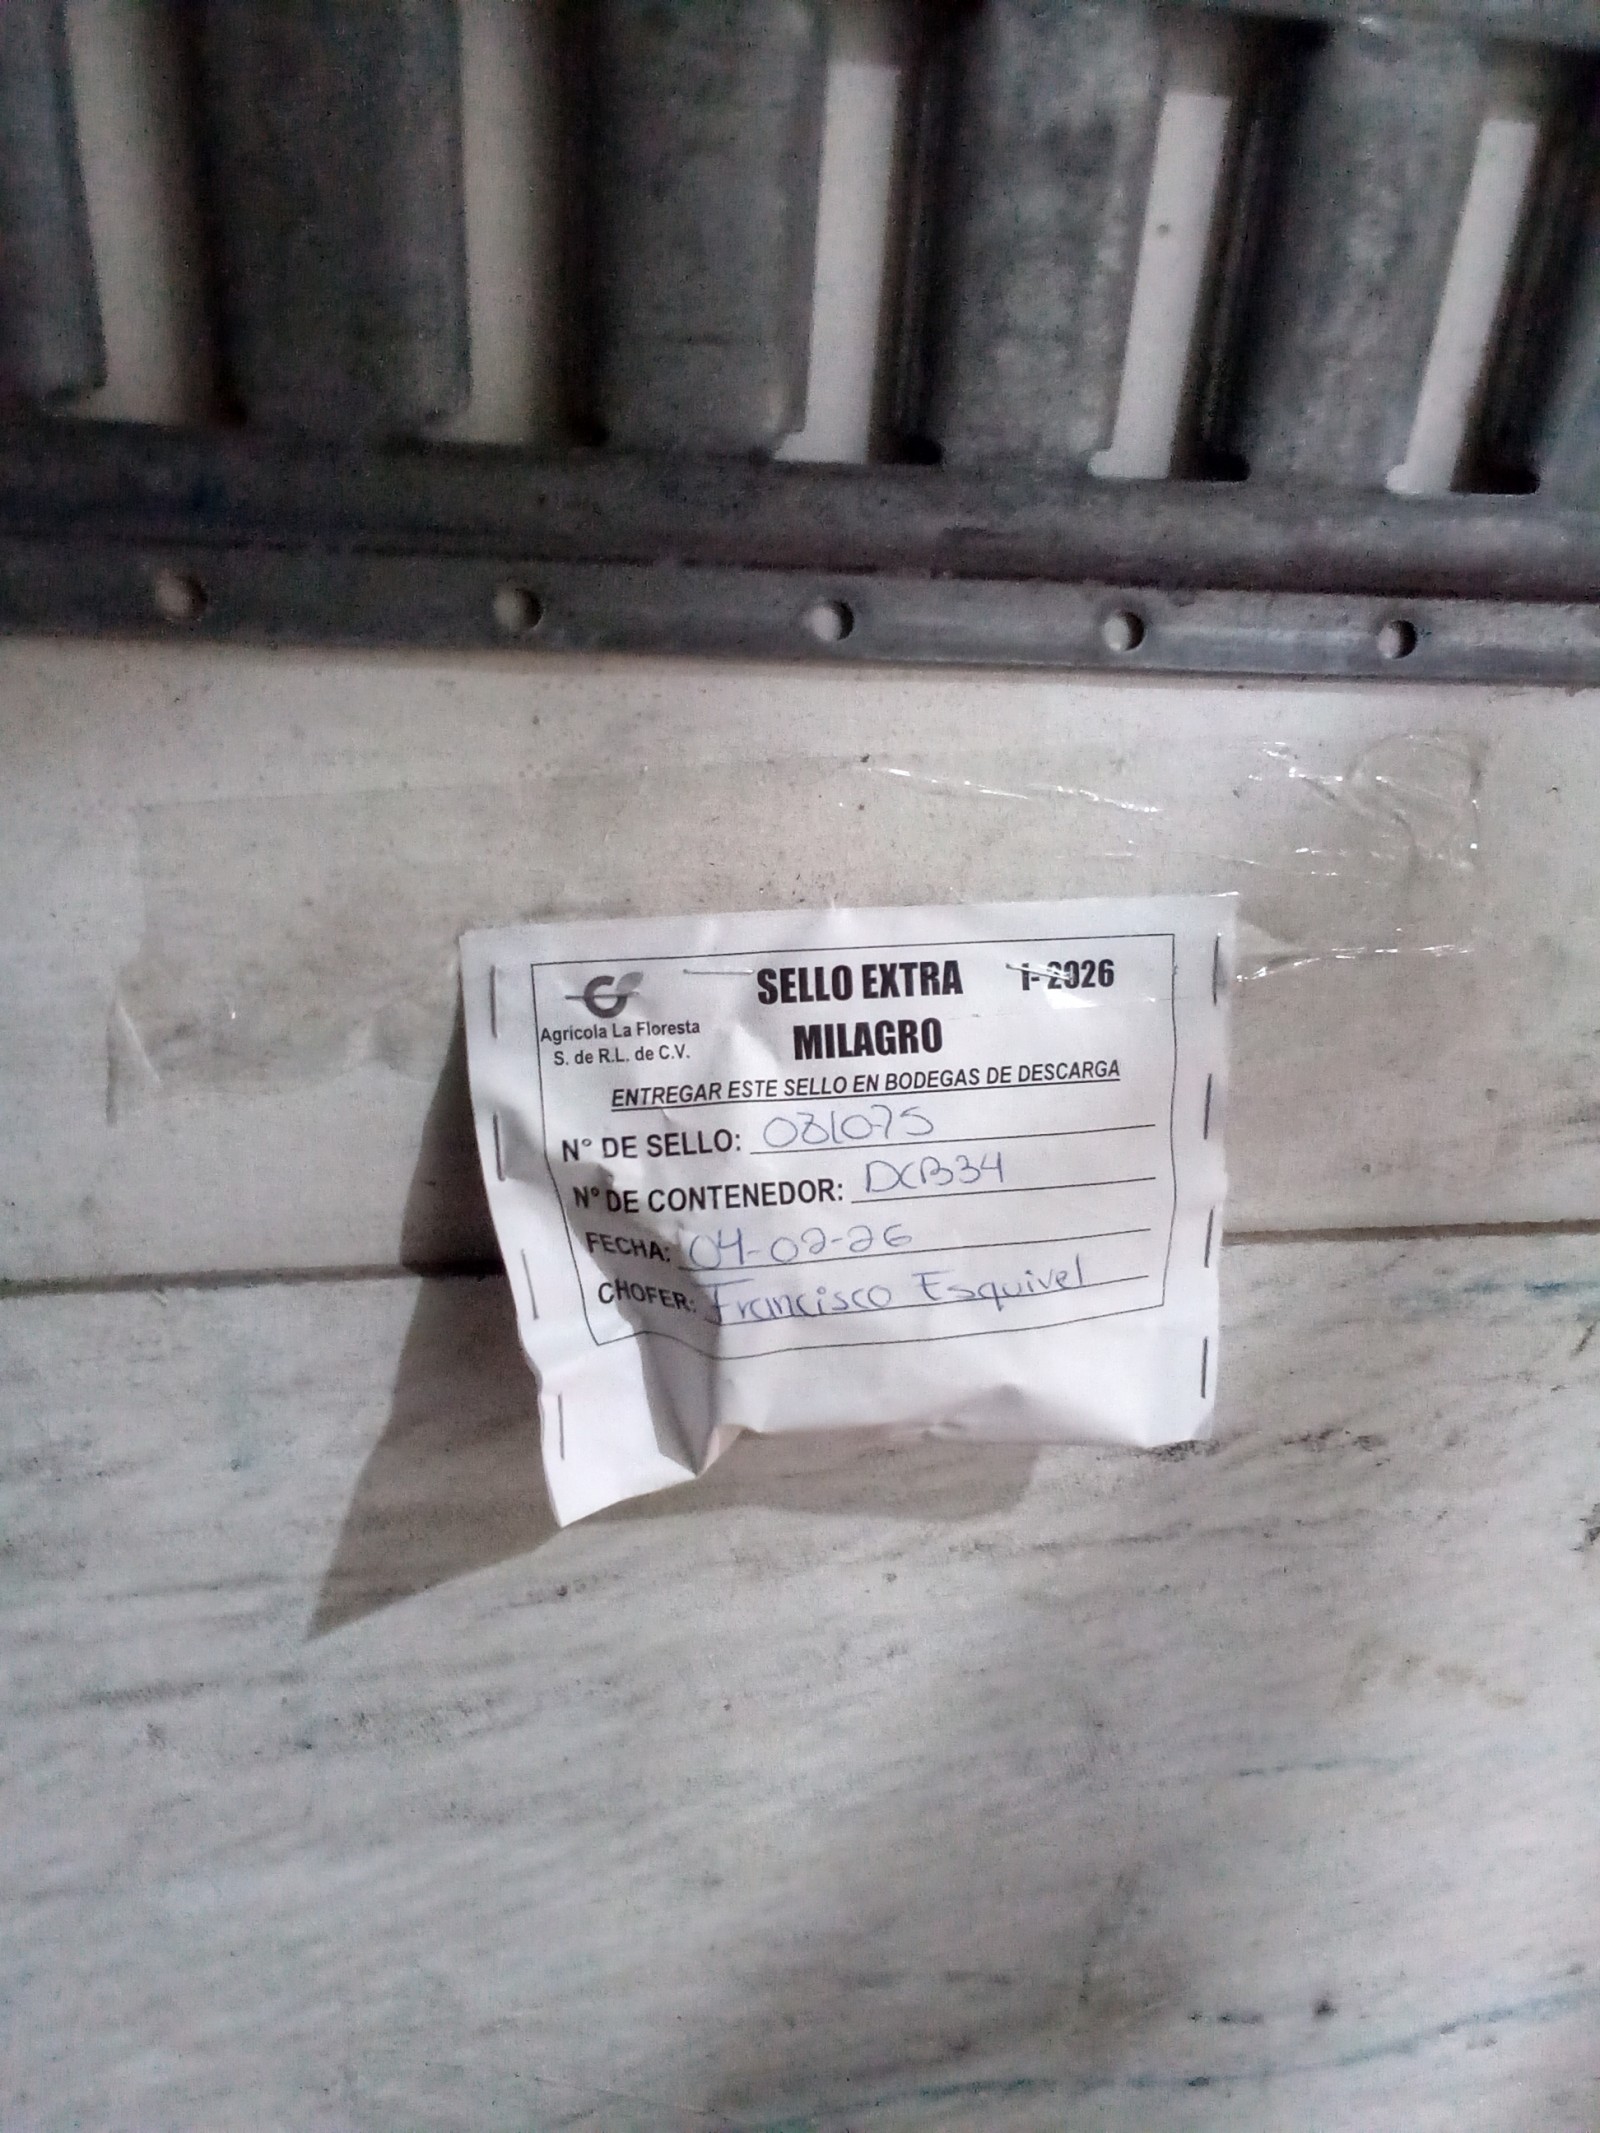 SELLO EXTRA 1-2026
MILAGRO
Agricola La Floresta
S. de R.L. de C.V.
ENTREGAR ESTE SELLO EN BODEGAS DE DESCARGA
N° DE SELLO: 081075
N° DE CONTENEDOR: DCB34
FECHA: 04-02-26
CHOFER: Francisco Esquivel